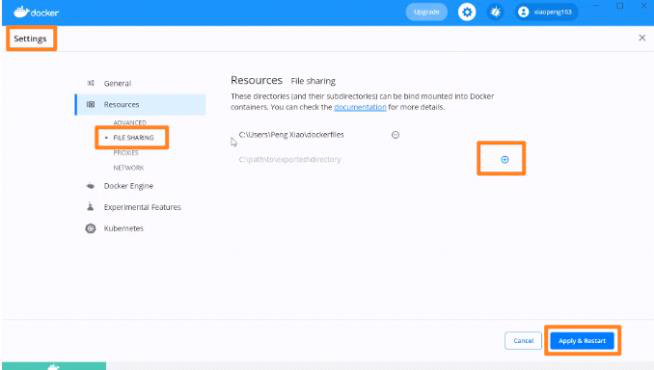 docker
Upgrade
xiaopeng163
Settings
General
Resources
ADVANCED
FILE SHARING
PROXIES
NETWORK
Docker Engine
Experimental Features
Kubernetes
Resources File sharing
These directories (and their subdirectories) can be bind mounted into Docker
containers. You can check the documentation for more details.
C:\Users\Peng Xiao\dockerfiles
C:\path\to\exported\directory
Cancel
Apply & Restart